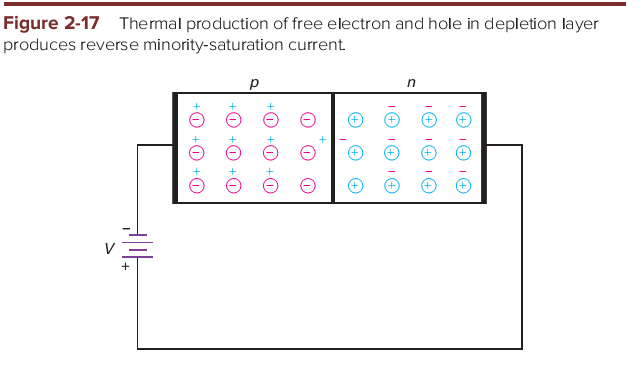 Figure 2-17 Thermal production of free electron and hole in depletion layer
produces reverse minority-saturation current.
p n
+ + + − − −
− − − − + + + +
+ + + + − − − −
− − − − + + + +
+ + + − − −
− − − − + + + +
−
V
+